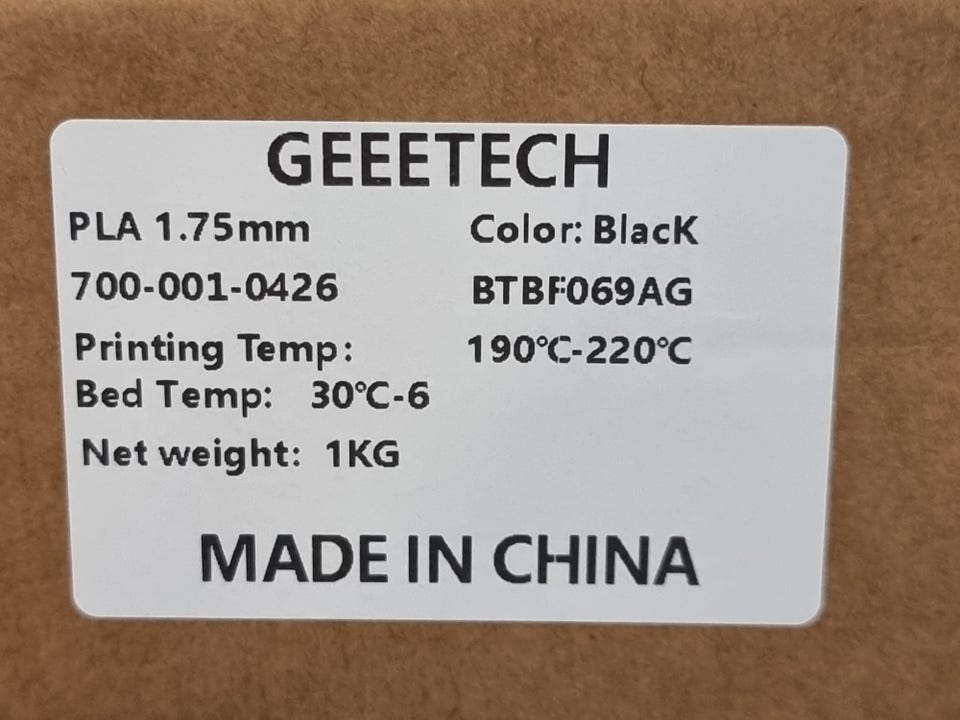 GEEETECH
PLA 1.75mm Color: BlacK
700-001-0426 BTBF069AG
Printing Temp: 190℃-220℃
Bed Temp: 30℃-6
Net weight: 1KG
MADE IN CHINA